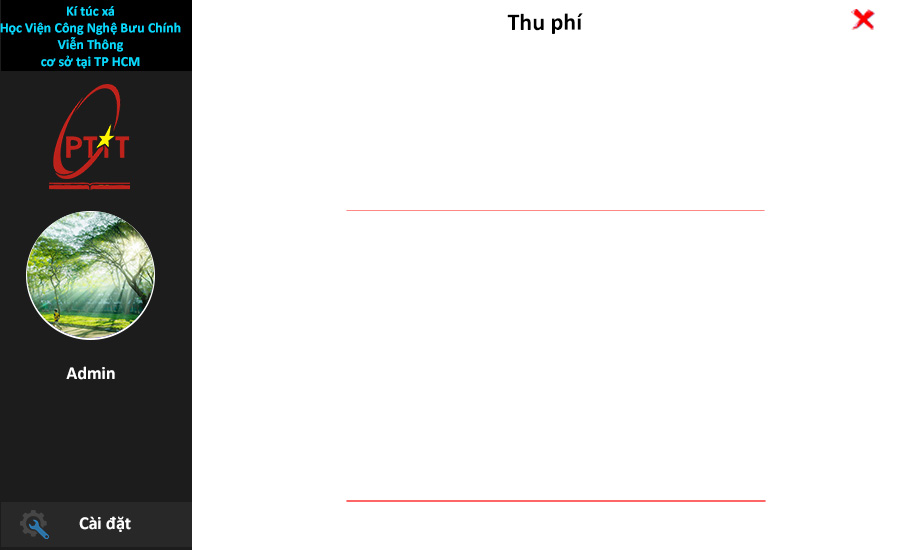 Kí túc xá
Học Viện Công Nghệ Bưu Chính
Viễn Thông
cơ sở tại TP HCM
Thu phí
PTIT
Admin
Cài đặt